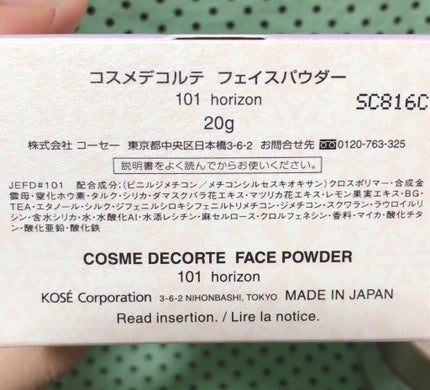 コスメデコルテ フェイスパウダー
101 horizon
SC816C
20g
株式会社 コーセー 東京都中央区日本橋3-6-2 お問合せ先 0120-763-325
説明書をよく読んでからお使いください。
JEFD#101 配合成分:(ビニルジメチコン/メチコンシルセスキオキサン)クロスポリマー・合成金
雲母・窒化ホウ素・タルク・シリカ・ダマスクバラ花エキス・マツリカ花エキス・レモン果実エキス・BG・
TEA・エタノール・シルク・ジフェニルシロキシフェニルトリメチコン・ジメチコン・スクワラン・ラウロイルリ
シン・含水シリカ・水・水酸化Al・水添レシチン・麻セルロース・クロルフェネシン・香料・マイカ・酸化チタ
ン・酸化亜鉛・酸化鉄
COSME DECORTE FACE POWDER
101 horizon
KOSÉ Corporation 3-6-2 NIHONBASHI, TOKYO MADE IN JAPAN
Read insertion. / Lire la notice.